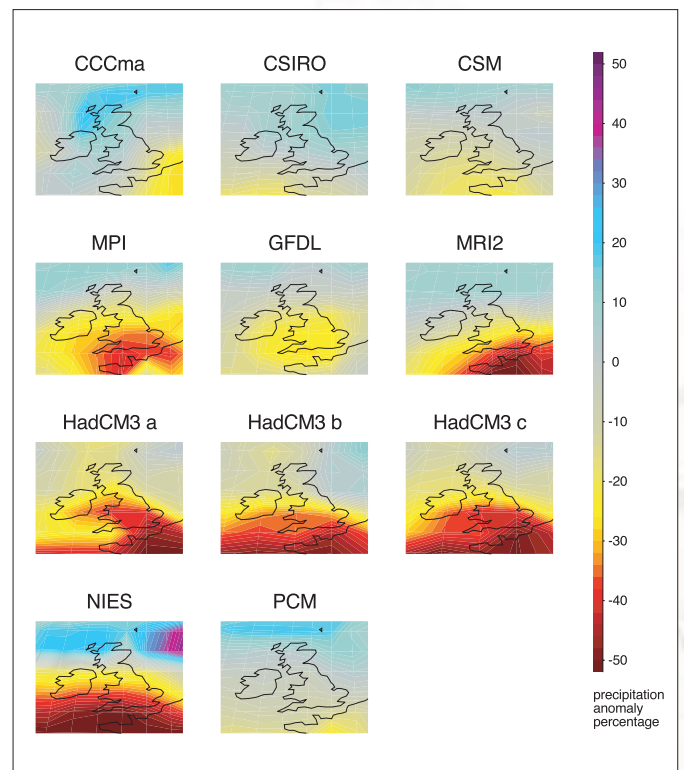 CCCma CSIRO CSM
MPI GFDL MRI2
HadCM3 a HadCM3 b HadCM3 c
NIES PCM
50
40
30
20
10
0
-10
-20
-30
-40
-50
precipitation
anomaly
percentage